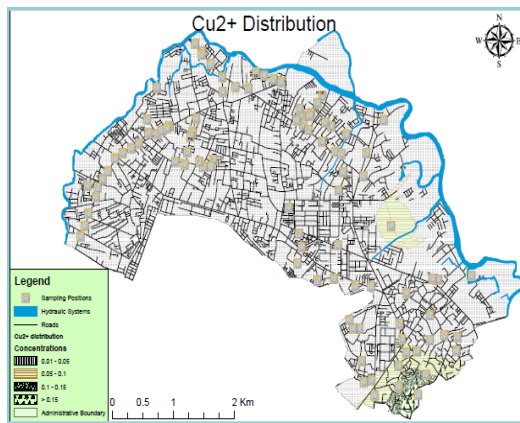 Cu2+ Distribution
N
W E
S
Legend
Sampling Positions
Hydraulic Systems
Roads
Cu2+ distribution
Concentrations
0.01 - 0.05
0.05 - 0.1
0.1 - 0.15
> 0.15
Administrative Boundary
0 0.5 1 2 Km